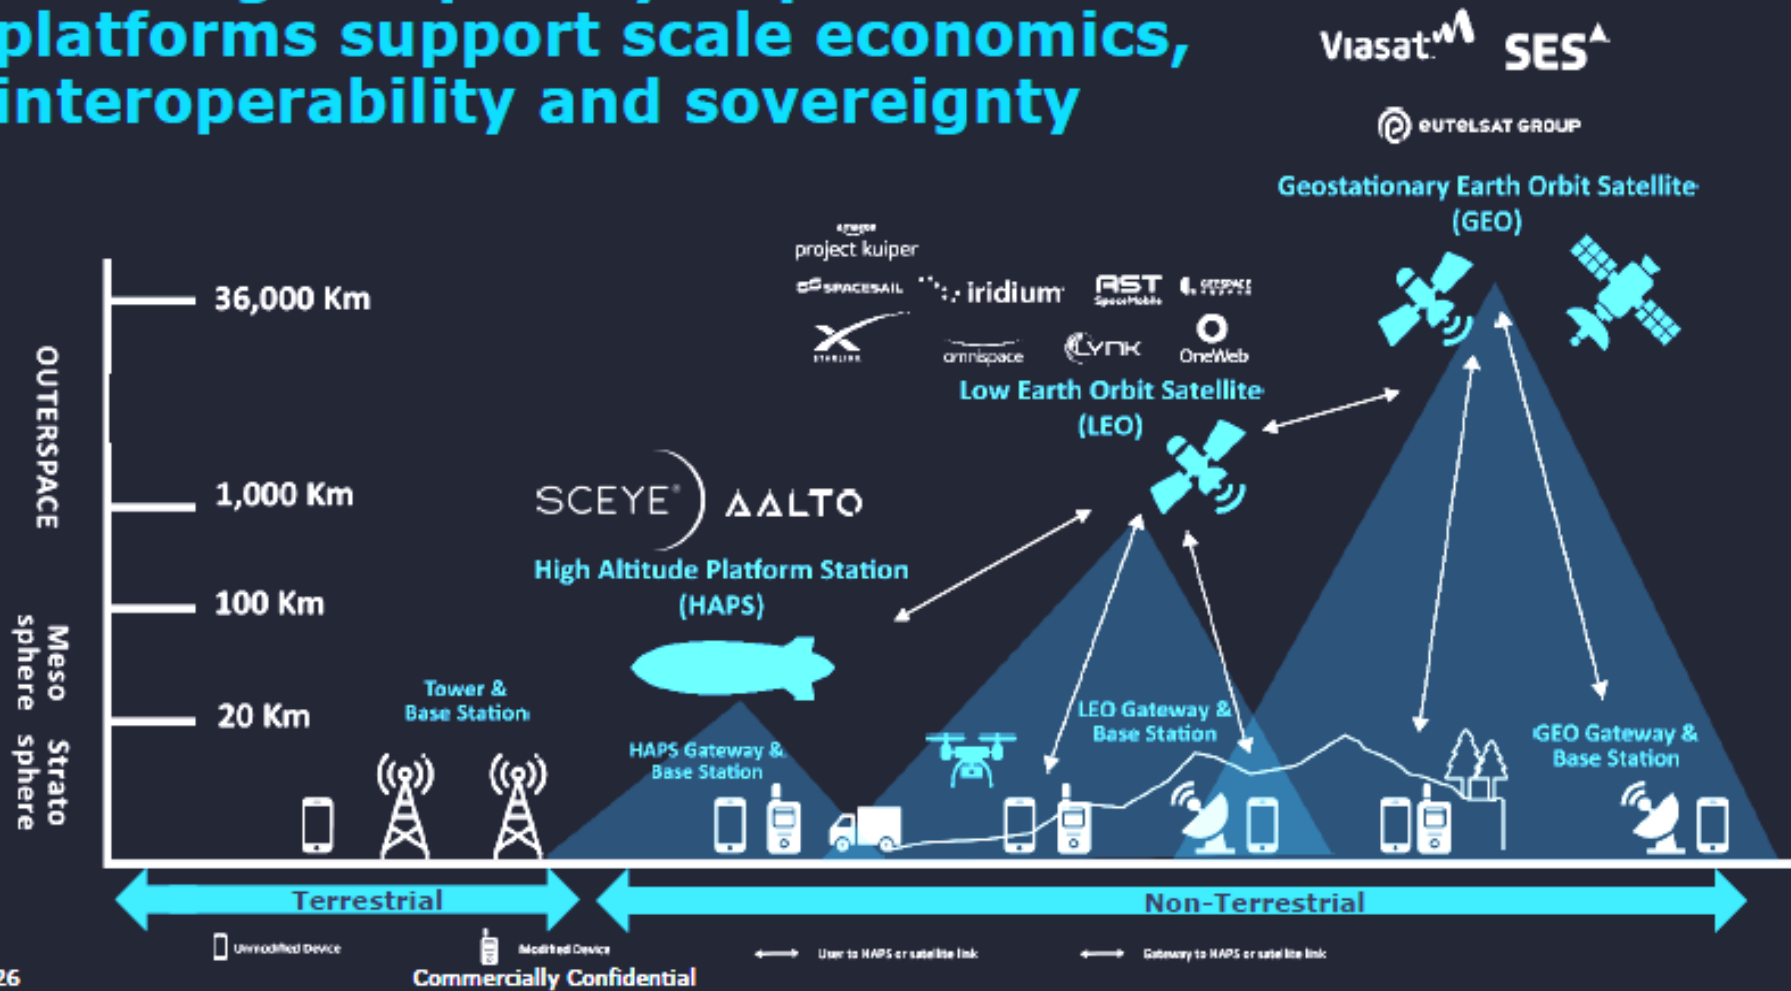 platforms support scale economics,
interoperability and sovereignty
Viasat
SES
eutelsat GROUP
Geostationary Earth Orbit Satellite
(GEO)
amazon
project kuiper
SPACESAIL
iridium
AST
SpaceMobile
GEESPACE
STARLINK
omnispace
Lynk
OneWeb
Low Earth Orbit Satellite
(LEO)
SCEYE
AALTO
High Altitude Platform Station
(HAPS)
36,000 Km
1,000 Km
100 Km
20 Km
OUTERSPACE
Meso
sphere
Strato
sphere
Tower &
Base Station
HAPS Gateway &
Base Station
LEO Gateway &
Base Station
GEO Gateway &
Base Station
Terrestrial
Non-Terrestrial
Unmodified Device
Modified Device
User to HAPS or satellite link
Gateway to HAPS or satellite link
26
Commercially Confidential